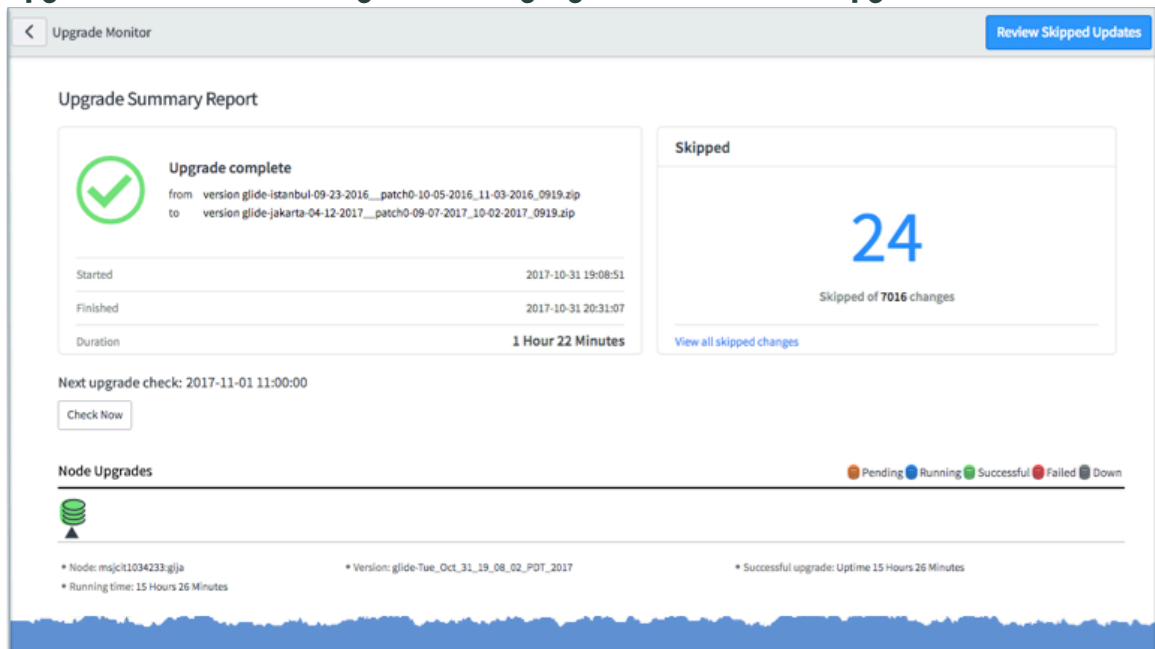 Upgrade Monitor
Review Skipped Updates
Upgrade Summary Report
Upgrade complete
from version glide-istanbul-09-23-2016__patch0-10-05-2016_11-03-2016_0919.zip
to version glide-jakarta-04-12-2017__patch0-09-07-2017_10-02-2017_0919.zip
Started 2017-10-31 19:08:51
Finished 2017-10-31 20:31:07
Duration 1 Hour 22 Minutes
Skipped
24
Skipped of 7016 changes
View all skipped changes
Next upgrade check: 2017-11-01 11:00:00
Check Now
Node Upgrades
Pending Running Successful Failed Down
* Node: msjcit1034233:glja * Version: glide-Tue_Oct_31_19_08_02_PDT_2017 * Successful upgrade: Uptime 15 Hours 26 Minutes
* Running time: 15 Hours 26 Minutes